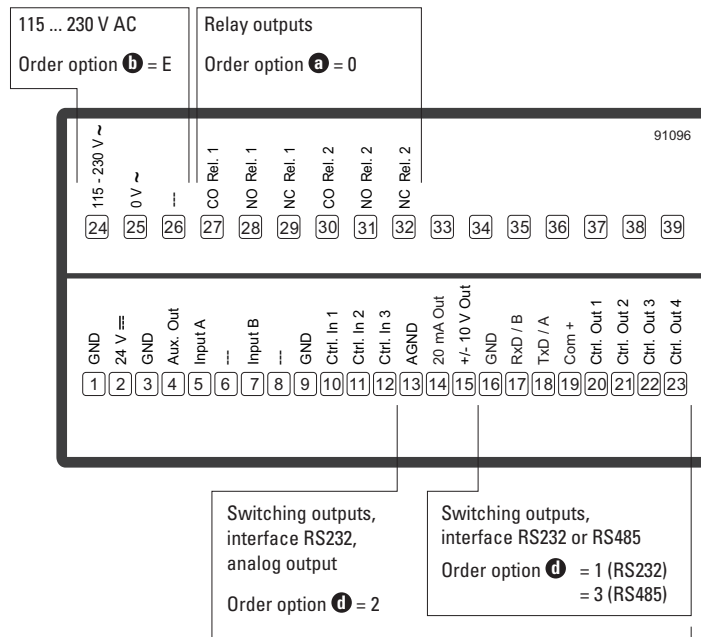 115 ... 230 V AC
Order option b = E
Relay outputs
Order option a = 0
91096
115 - 230 V ~
0 V ~
---
CO Rel. 1
NO Rel. 1
NC Rel. 1
CO Rel. 2
NO Rel. 2
NC Rel. 2
24 25 26 27 28 29 30 31 32 33 34 35 36 37 38 39
GND
24 V ⎓
GND
Aux. Out
Input A
---
Input B
---
GND
Ctrl. In 1
Ctrl. In 2
Ctrl. In 3
AGND
20 mA Out
+/- 10 V Out
GND
RxD / B
TxD / A
Com +
Ctrl. Out 1
Ctrl. Out 2
Ctrl. Out 3
Ctrl. Out 4
1 2 3 4 5 6 7 8 9 10 11 12 13 14 15 16 17 18 19 20 21 22 23
Switching outputs,
interface RS232,
analog output
Order option d = 2
Switching outputs,
interface RS232 or RS485
Order option d = 1 (RS232)
= 3 (RS485)